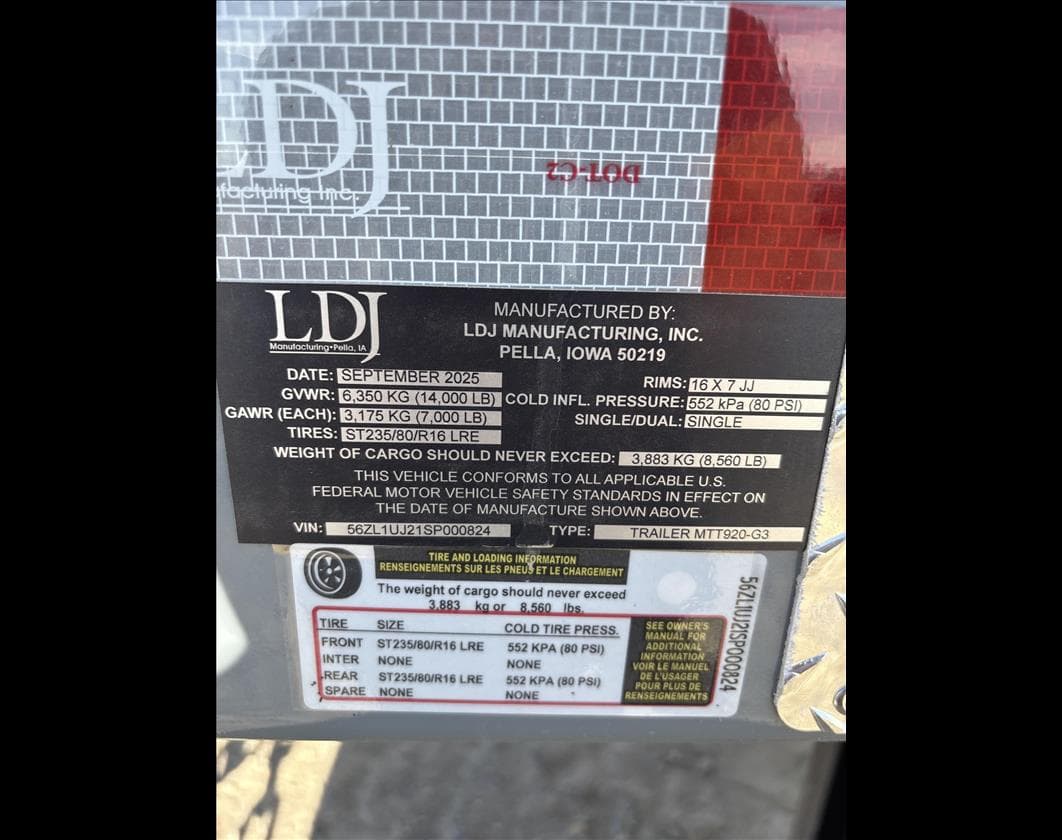 LDJ
facturing Inc.
DOT-C2
LDJ
Manufacturing•Pella, IA
MANUFACTURED BY:
LDJ MANUFACTURING, INC.
PELLA, IOWA 50219
DATE: SEPTEMBER 2025
GVWR: 6,350 KG (14,000 LB)
GAWR (EACH): 3,175 KG (7,000 LB)
TIRES: ST235/80/R16 LRE
RIMS: 16 X 7 JJ
COLD INFL. PRESSURE: 552 kPa (80 PSI)
SINGLE/DUAL: SINGLE
WEIGHT OF CARGO SHOULD NEVER EXCEED: 3,883 KG (8,560 LB)
THIS VEHICLE CONFORMS TO ALL APPLICABLE U.S.
FEDERAL MOTOR VEHICLE SAFETY STANDARDS IN EFFECT ON
THE DATE OF MANUFACTURE SHOWN ABOVE.
VIN: 56ZL1UJ21SP000824 TYPE: TRAILER MTT920-G3
TIRE AND LOADING INFORMATION
RENSEIGNEMENTS SUR LES PNEUS ET LE CHARGEMENT
The weight of cargo should never exceed
3,883 kg or 8,560 lbs.
TIRE SIZE COLD TIRE PRESS.
FRONT ST235/80/R16 LRE 552 KPA (80 PSI)
INTER NONE NONE
REAR ST235/80/R16 LRE 552 KPA (80 PSI)
SPARE NONE NONE
SEE OWNER'S
MANUAL FOR
ADDITIONAL
INFORMATION
VOIR LE MANUEL
DE L'USAGER
POUR PLUS DE
RENSEIGNEMENTS
56ZL1UJ21SP000824